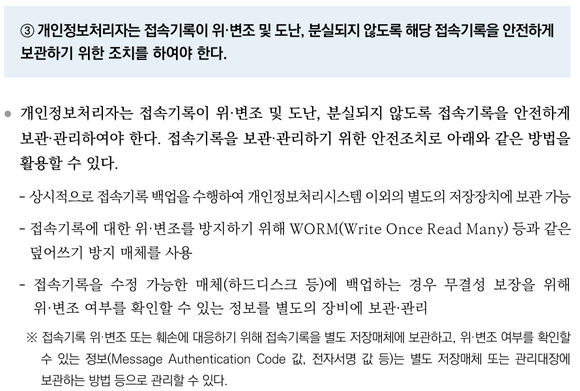 ③ 개인정보처리자는 접속기록이 위·변조 및 도난, 분실되지 않도록 해당 접속기록을 안전하게
보관하기 위한 조치를 하여야 한다.
● 개인정보처리자는 접속기록이 위·변조 및 도난, 분실되지 않도록 접속기록을 안전하게
보관·관리하여야 한다. 접속기록을 보관·관리하기 위한 안전조치로 아래와 같은 방법을
활용할 수 있다.
- 상시적으로 접속기록 백업을 수행하여 개인정보처리시스템 이외의 별도의 저장장치에 보관 가능
- 접속기록에 대한 위·변조를 방지하기 위해 WORM(Write Once Read Many) 등과 같은
덮어쓰기 방지 매체를 사용
- 접속기록을 수정 가능한 매체(하드디스크 등)에 백업하는 경우 무결성 보장을 위해
위·변조 여부를 확인할 수 있는 정보를 별도의 장비에 보관·관리
※ 접속기록 위·변조 또는 훼손에 대응하기 위해 접속기록을 별도 저장매체에 보관하고, 위·변조 여부를 확인할
수 있는 정보(Message Authentication Code 값, 전자서명 값 등)는 별도 저장매체 또는 관리대장에
보관하는 방법 등으로 관리할 수 있다.